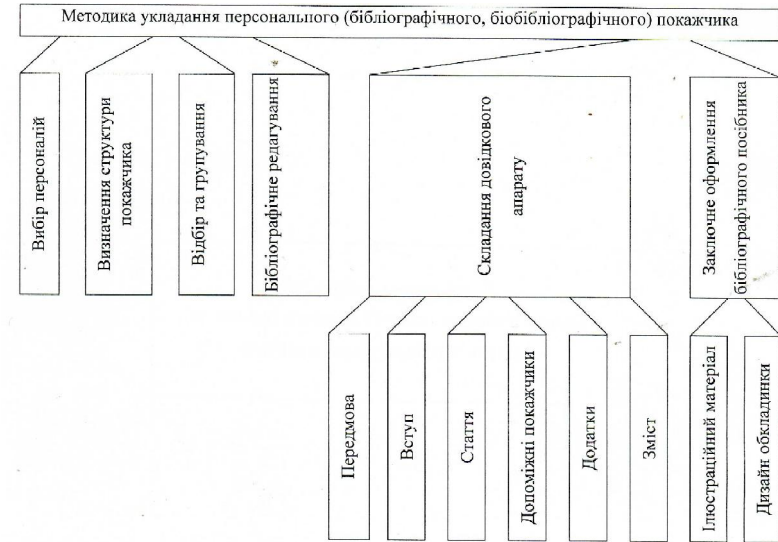 Методика укладання персонального (бібліографічного, біобібліографічного) покажчика
Вибір персоналій
Визначення структури
покажчика
Відбір та групування
Бібліографічне редагування
Складання довідкового
апарату
Заключне оформлення
бібліографічного посібника
Передмова
Вступ
Стаття
Допоміжні покажчики
Додатки
Зміст
Ілюстраційний матеріал
Дизайн обкладинки